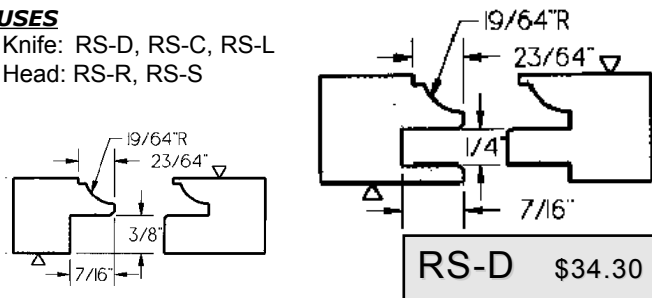 USES
Knife: RS-D, RS-C, RS-L
Head: RS-R, RS-S
19/64"R
23/64"
3/8"
7/16"
19/64"R
23/64"
1/4"
7/16"
RS-D $34.30